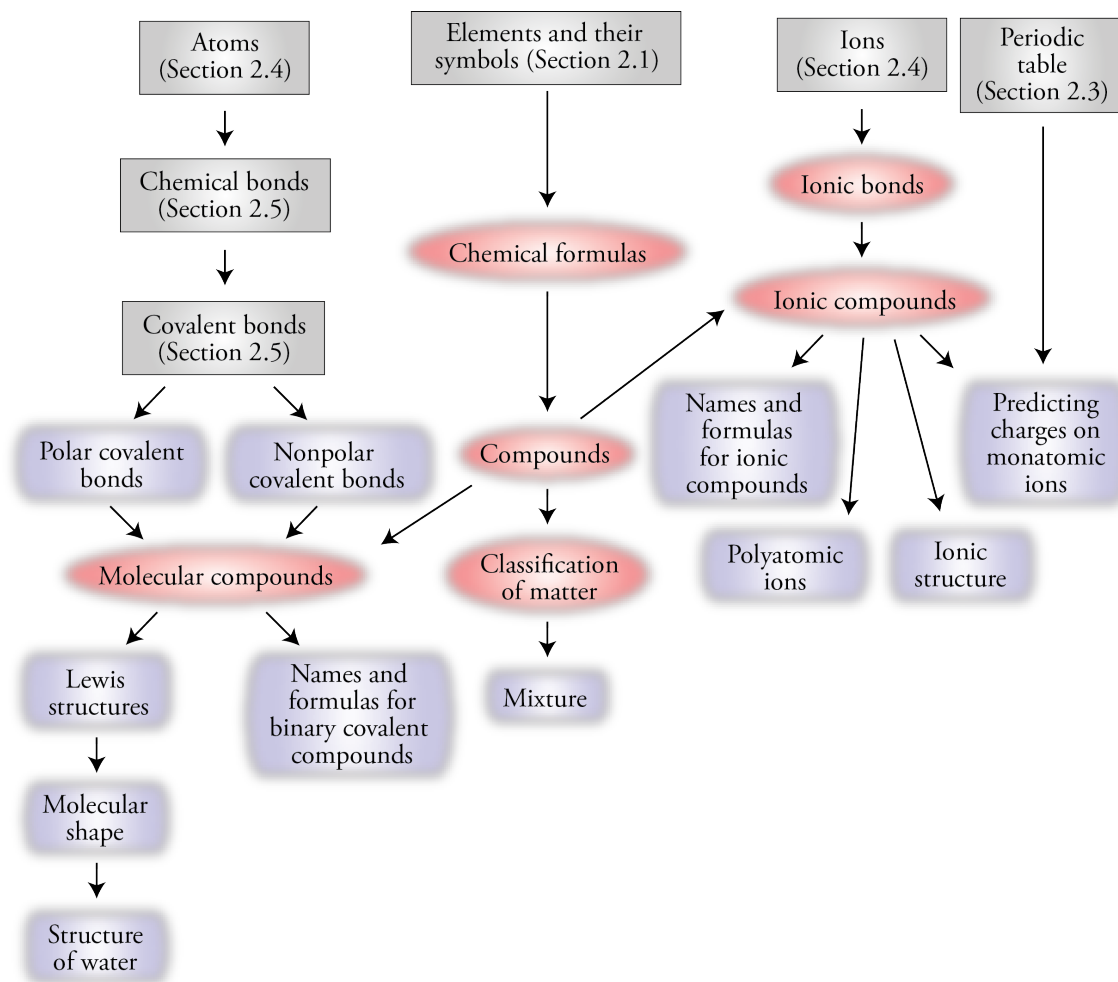 Atoms
(Section 2.4)
Elements and their
symbols (Section 2.1)
Ions
(Section 2.4)
Periodic
table
(Section 2.3)
Chemical bonds
(Section 2.5)
Ionic bonds
Chemical formulas
Ionic compounds
Covalent bonds
(Section 2.5)
Polar covalent
bonds
Nonpolar
covalent bonds
Compounds
Names and
formulas
for ionic
compounds
Predicting
charges on
monatomic
ions
Molecular compounds
Classification
of matter
Polyatomic
ions
Ionic
structure
Lewis
structures
Names and
formulas for
binary covalent
compounds
Mixture
Molecular
shape
Structure
of water